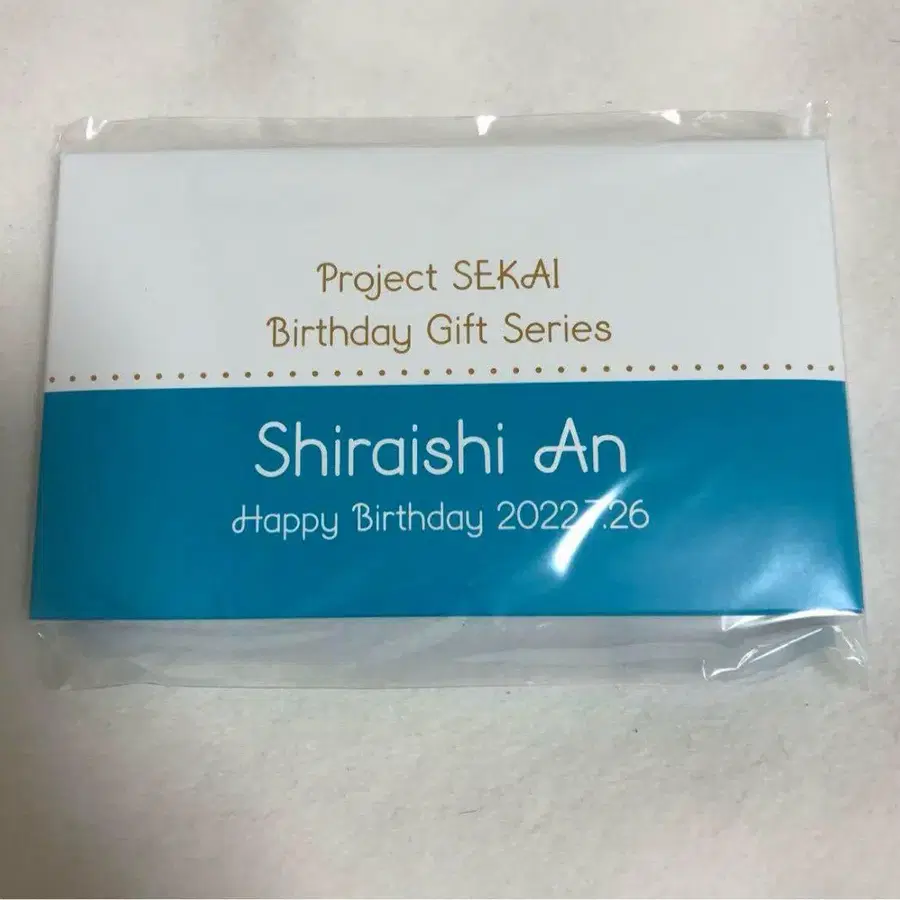 Project SEKAI
Birthday Gift Series
Shiraishi An
Happy Birthday 2022.7.26